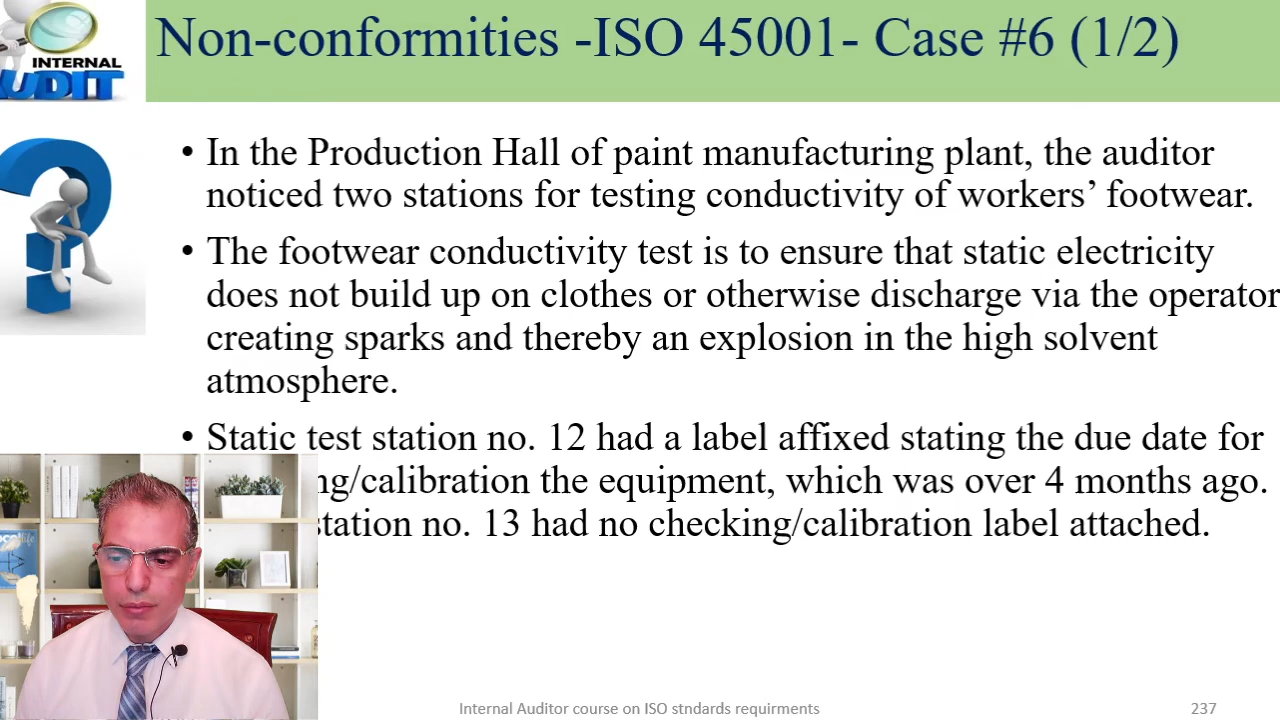 Non-conformities -ISO 45001- Case #6 (1/2)
INTERNAL
AUDIT
• In the Production Hall of paint manufacturing plant, the auditor
noticed two stations for testing conductivity of workers’ footwear.
• The footwear conductivity test is to ensure that static electricity
does not build up on clothes or otherwise discharge via the operator
creating sparks and thereby an explosion in the high solvent
atmosphere.
• Static test station no. 12 had a label affixed stating the due date for
ng/calibration the equipment, which was over 4 months ago.
station no. 13 had no checking/calibration label attached.
Internal Auditor course on ISO stndards requirments
237